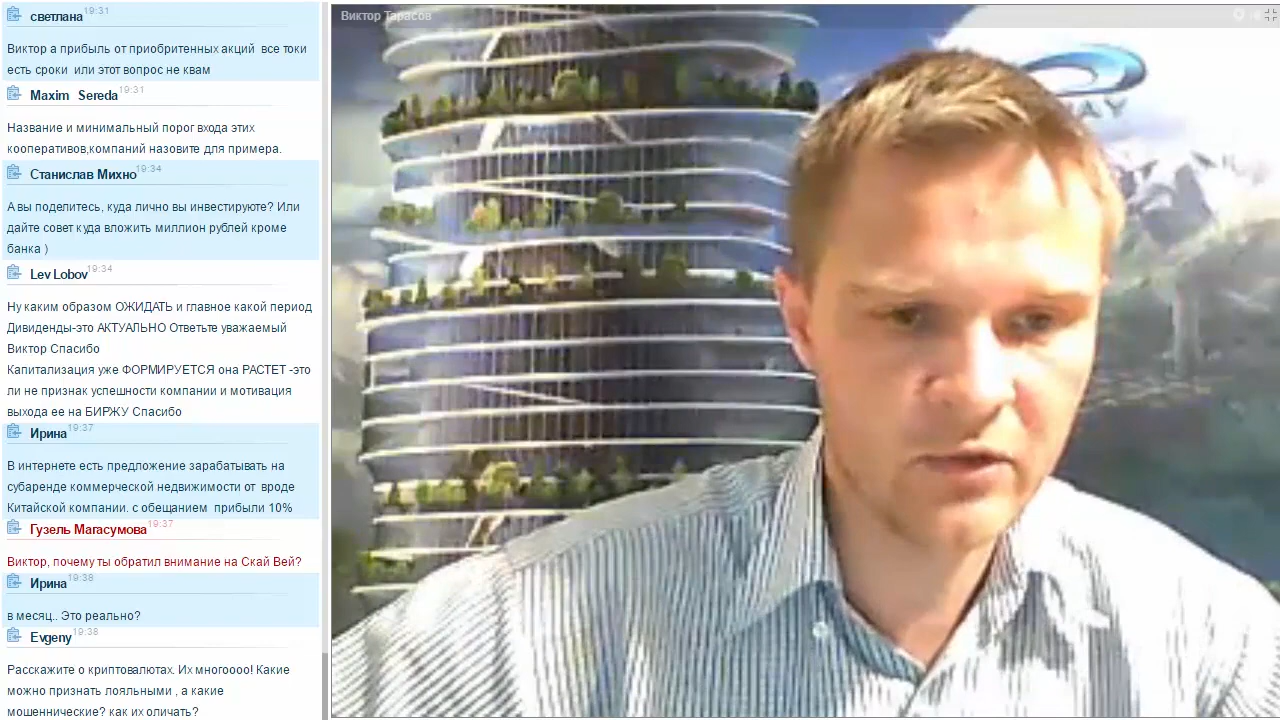 светлана 19:31
Виктор а прибыль от приобритенных акций все токи
есть сроки или этот вопрос не квам
Maxim Sereda 19:31
Название и минимальный порог входа этих
кооперативов,компаний назовите для примера.
Станислав Михно 19:34
А вы поделитесь, куда лично вы инвестируюте? Или
дайте совет куда вложить миллион рублей кроме
банка )
Lev Lobov 19:34
Ну каким образом ОЖИДАТЬ и главное какой период
Дивиденды-это АКТУАЛЬНО Ответьте уважаемый
Виктор Спасибо
Капитализация уже ФОРМИРУЕТСЯ она РАСТЕТ -это
ли не признак успешности компании и мотивация
выхода ее на БИРЖУ Спасибо
Ирина 19:37
В интернете есть предложение зарабатывать на
субаренде коммерческой недвижимости от вроде
Китайской компании. с обещанием прибыли 10%
Гузель Магасумова 19:37
Виктор, почему ты обратил внимание на Скай Вей?
Ирина 19:38
в месяц.. Это реально?
Evgeny 19:38
Расскажите о криптовалютах. Их многоооо! Какие
можно признать лояльными , а какие
мошеннические? как их оличать?
Виктор Тарасов
WAY